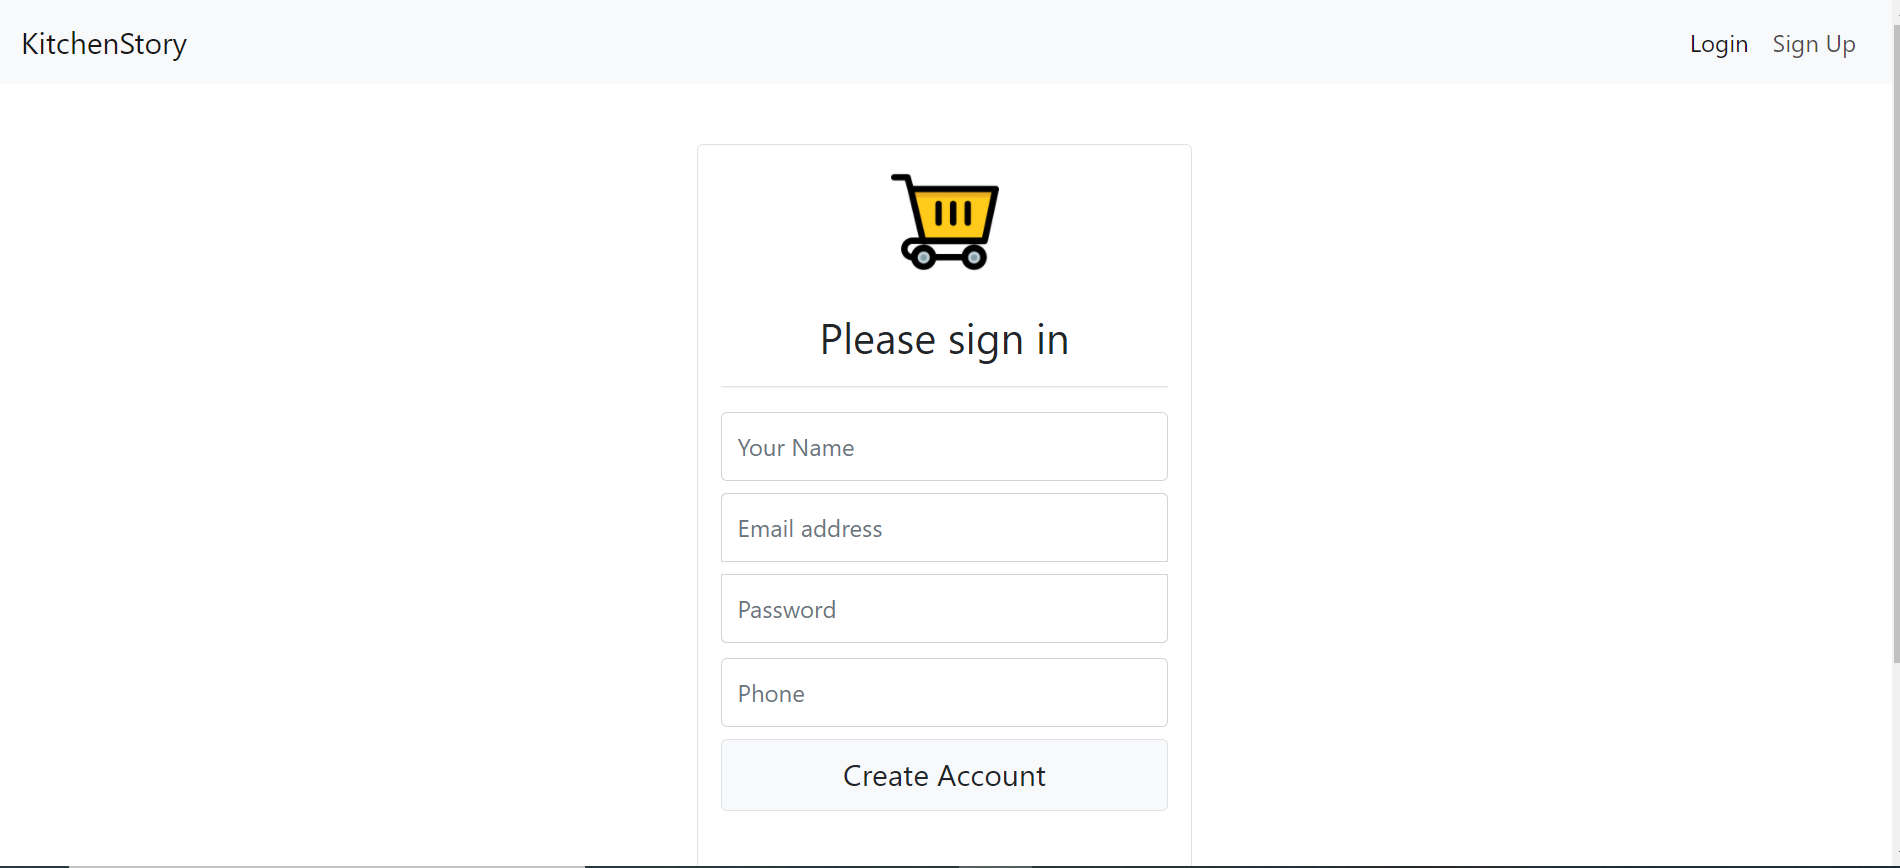 KitchenStory
Login Sign Up
Please sign in
Your Name
Email address
Password
Phone
Create Account